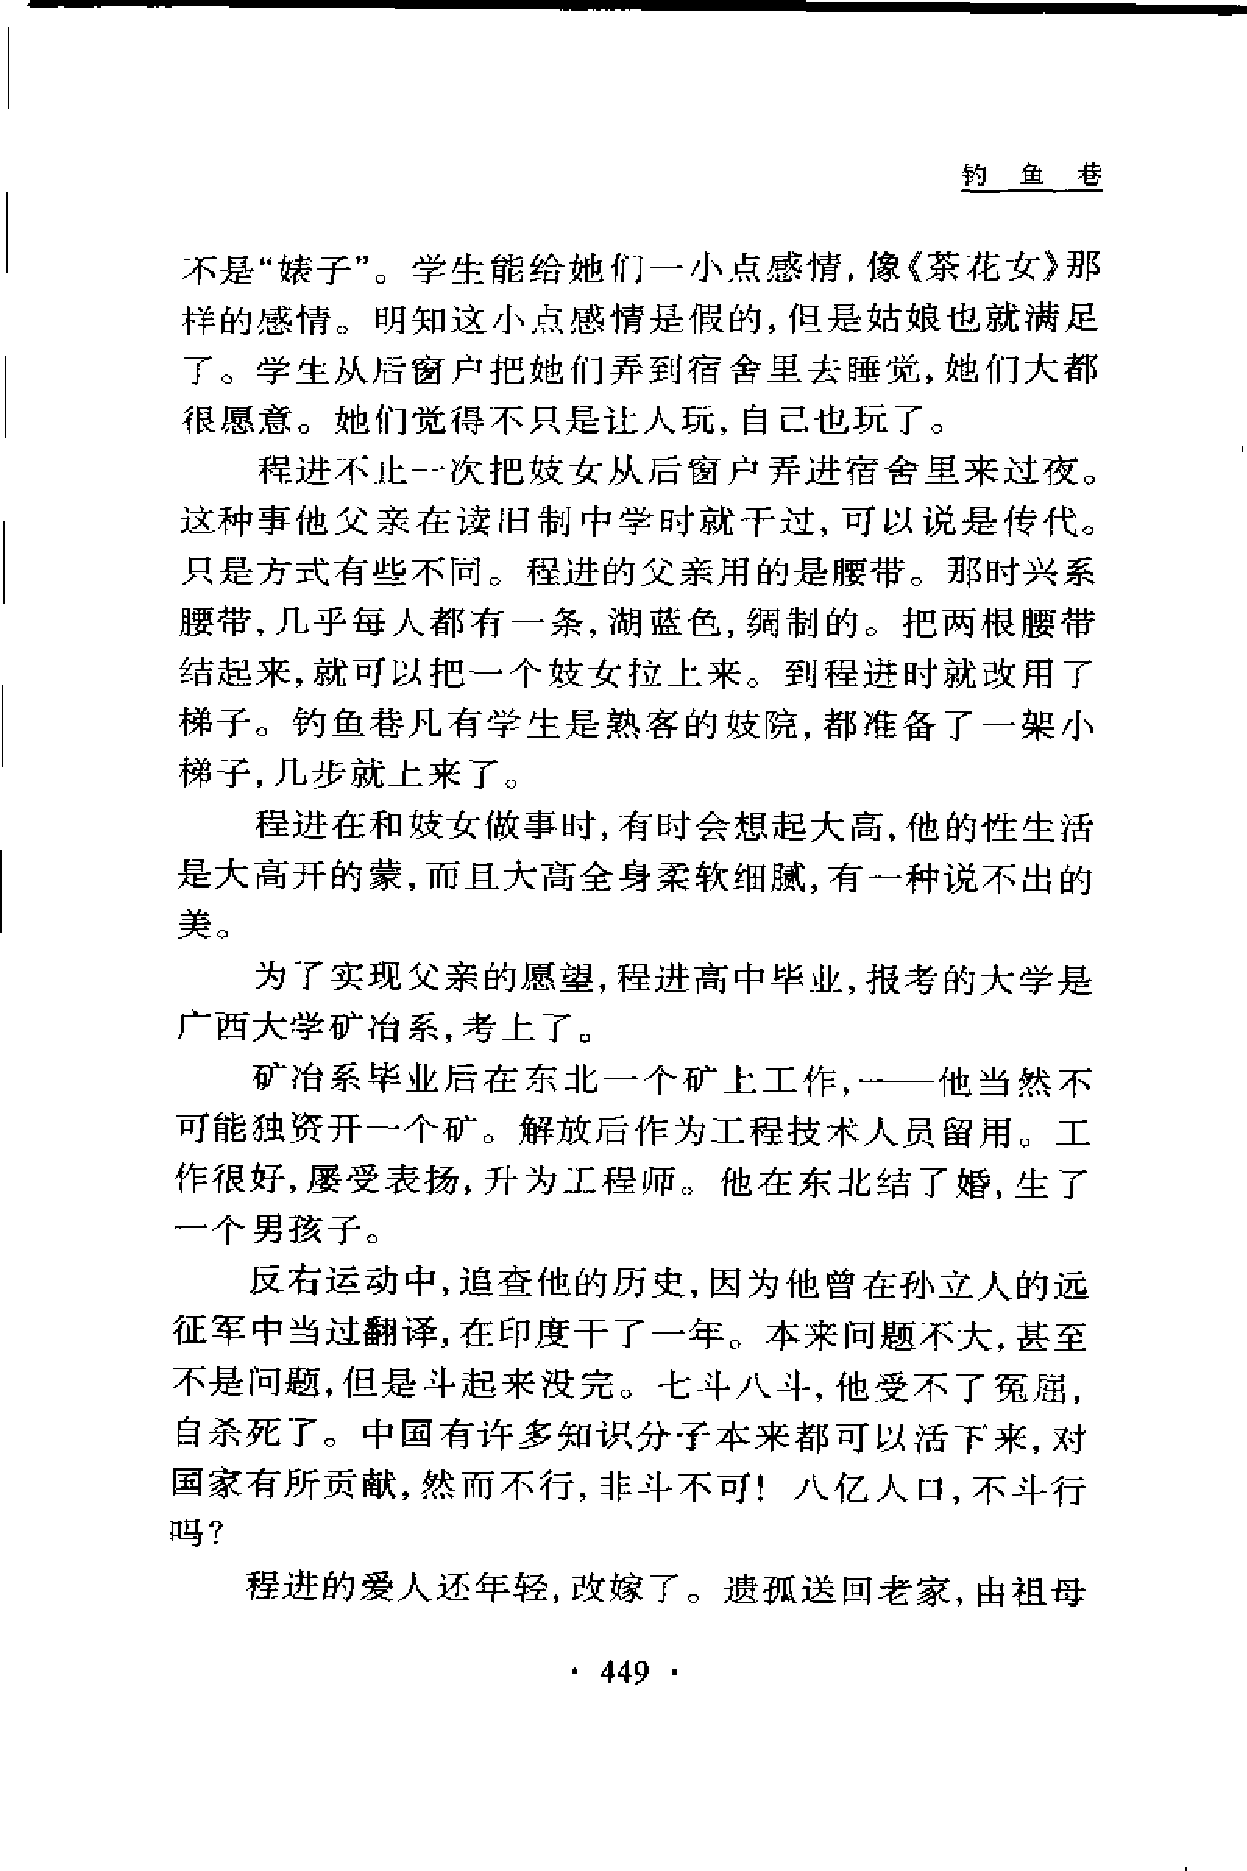 钓鱼巷
不是“婊子”。学生能给她们一小点感情,像《茶花女》那
样的感情。明知这小点感情是假的,但是姑娘也就满足
了。学生从后窗户把她们弄到宿舍里去睡觉,她们大都
很愿意。她们觉得不只是让人玩,自己也玩了。
程进不止一次把妓女从后窗户弄进宿舍里来过夜。
这种事他父亲在读旧制中学时就干过,可以说是传代。
只是方式有些不同。程进的父亲用的是腰带。那时兴系
腰带,几乎每人都有一条,湖蓝色,绸制的。把两根腰带
结起来,就可以把一个妓女拉上来。到程进时就改用了
梯子。钓鱼巷凡有学生是熟客的妓院,都准备了一架小
梯子,几步就上来了。
程进在和妓女做事时,有时会想起大高,他的性生活
是大高开的蒙,而且大高全身柔软细腻,有一种说不出的
美。
为了实现父亲的愿望,程进高中毕业,报考的大学是
广西大学矿冶系,考上了。
矿冶系毕业后在东北一个矿上工作,——他当然不
可能独资开一个矿。解放后作为工程技术人员留用。工
作很好,屡受表扬,升为工程师。他在东北结了婚,生了
一个男孩子。
反右运动中,追查他的历史,因为他曾在孙立人的远
征军中当过翻译,在印度干了一年。本来问题不大,甚至
不是问题,但是斗起来没完。七斗八斗,他受不了冤屈,
自杀死了。中国有许多知识分子本来都可以活下来,对
国家有所贡献,然而不行,非斗不可! 八亿人口,不斗行
吗?
程进的爱人还年轻,改嫁了。遗孤送回老家,由祖母
· 449 ·